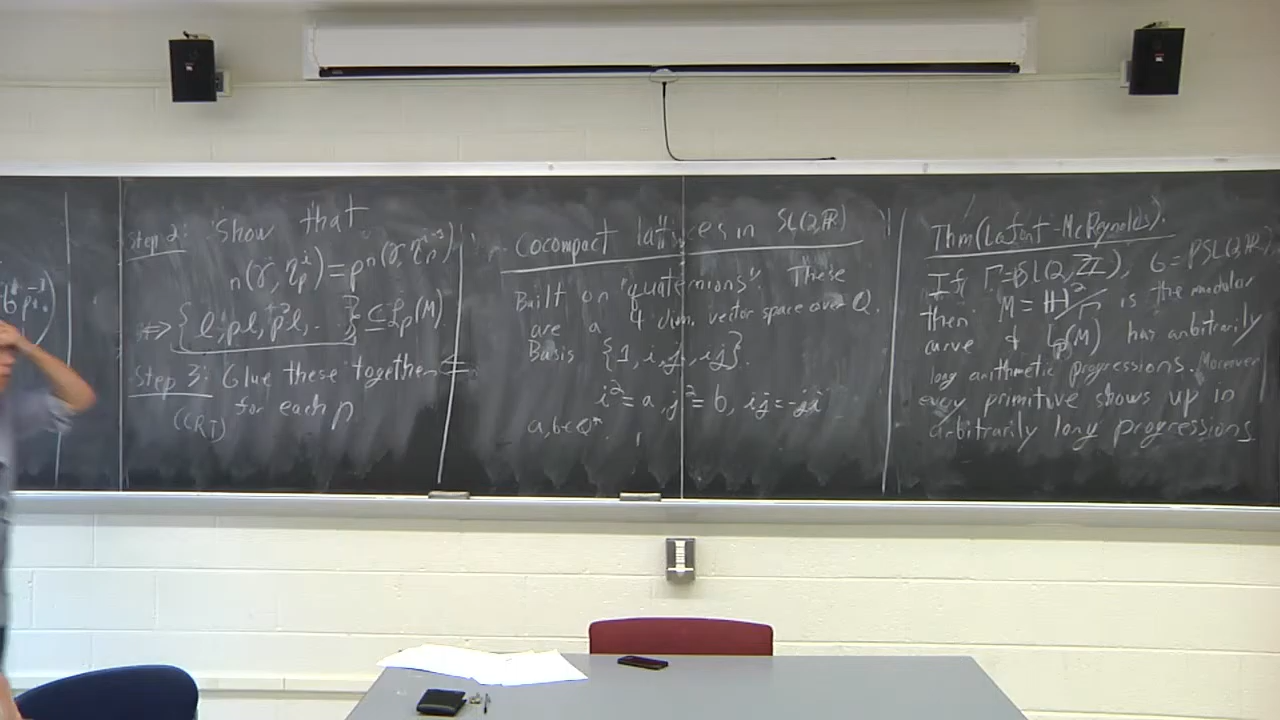 Step 2: Show that
n(γ, η_p^i) = p n(γ, η_p^{i-1})
⟹ {ℓ, pℓ, p²ℓ, ... } ⊆ L_p(M).
Step 3: Glue these together
(CRT) for each p
Cocompact lattices in SL(2,ℝ)
Built on "quaternions". These
are a 4 dim. vector space over Q.
Basis {1, i, j, ij}.
i² = a, j² = b, ij = -ji
a, b ∈ Q^*.
Thm (Lafont-McReynolds).
If Γ = PSL(2,ℤ), G = PSL(2,ℝ)
then M = ℍ²/Γ is the modular
curve & L_p(M) has arbitrarily
long arithmetic progressions. Moreover
every primitive shows up in
arbitrarily long progressions.